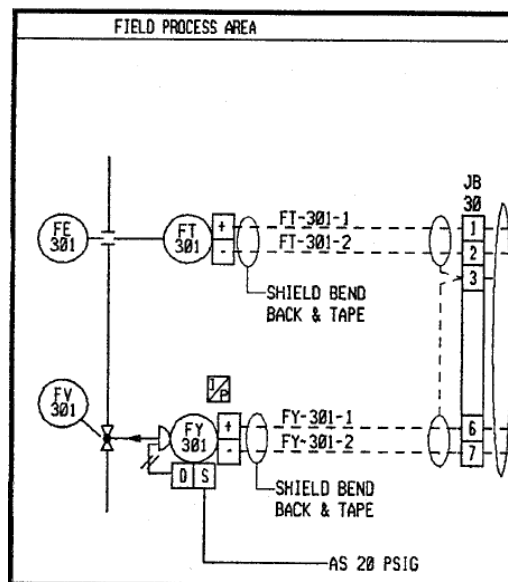 FIELD PROCESS AREA
JB
30
FE
301
FT
301
+
-
FT-301-1
FT-301-2
1
2
3
SHIELD BEND
BACK & TAPE
I/P
FV
301
FY
301
+
-
FY-301-1
FY-301-2
6
7
O S
SHIELD BEND
BACK & TAPE
AS 20 PSIG